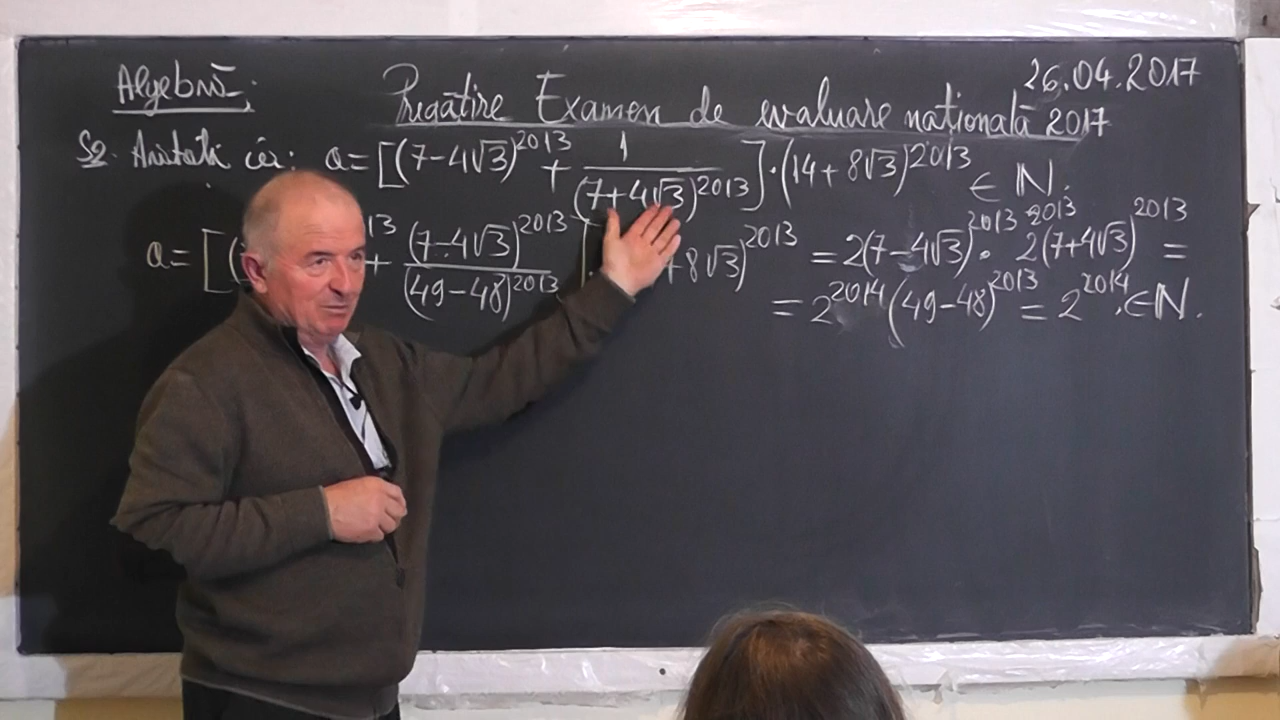 Algebră;
26.04.2017
Pregătire Examen de evaluare națională 2017
S2. Arătați că: a=[(7-4√3)^2013 + 1/(7+4√3)^2013]·(14+8√3)^2013 ∈ ℕ.
a=[( 13 + (7-4√3)^2013/(49-48)^2013]· +8√3)^2013 = 2(7-4√3)^2013 · 2^2013(7+4√3)^2013 =
= 2^2014 (49-48)^2013 = 2^2014 ∈ ℕ.